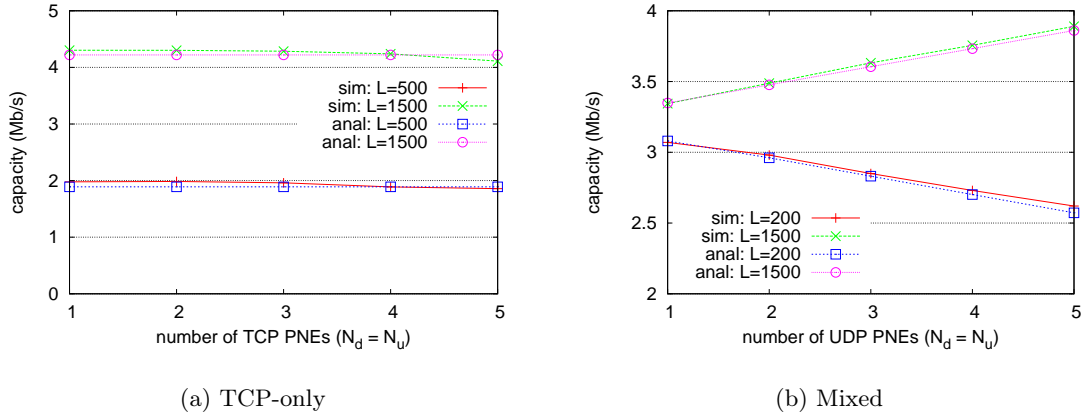 5
4
3
2
1
0
1 2 3 4 5
capacity (Mb/s)
number of TCP PNEs (N_d = N_u)
sim: L=500
sim: L=1500
anal: L=500
anal: L=1500
(a) TCP-only
4
3.5
3
2.5
2
1 2 3 4 5
capacity (Mb/s)
number of UDP PNEs (N_d = N_u)
sim: L=200
sim: L=1500
anal: L=200
anal: L=1500
(b) Mixed